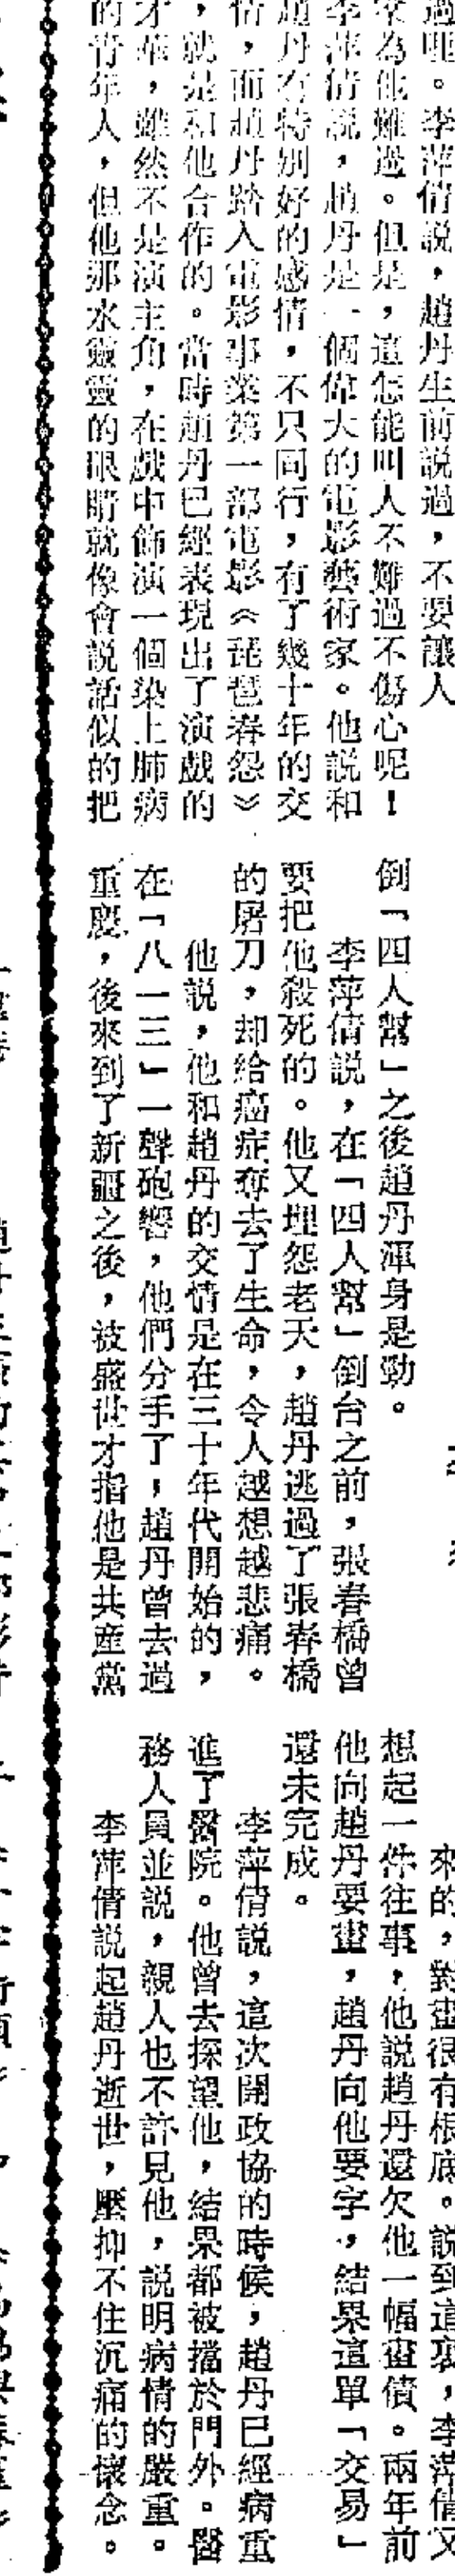 過哩。李萍倩說，趙丹生前說過，不要讓人
為他難過。但是，這怎能叫人不難過不傷心呢！
李萍倩說，趙丹是一個偉大的電影藝術家。他說和
趙丹有特別好的感情，不只同行，有了幾十年的交
情，而趙丹踏入電影事業第一部電影《琵琶春怨》
，就是和他合作的。當時趙丹已經表現出了演戲的
才華，雖然不是演主角，在戲中飾演一個染上肺病
的青年人，但他那水靈靈的眼睛就像會說話似的把
倒「四人幫」之後趙丹渾身是勁。
李萍倩說，在「四人幫」倒台之前，張春橋曾
要把他殺死的。他又埋怨老天，趙丹逃過了張春橋
的屠刀，却給癌症奪去了生命，令人越想越悲痛。
他說，他和趙丹的交情是在三十年代開始的，
在「八一三」一聲砲響，他們分手了，趙丹曾去過
重慶，後來到了新疆之後，被盛世才指他是共產黨
來的，對畫很有根底。說到這裏，李萍倩又
想起一件往事，他說趙丹還欠他一幅畫債。兩年前
他向趙丹要畫，趙丹向他要字，結果這單「交易」
還未完成。
李萍倩說，這次開政協的時候，趙丹已經病重
進了醫院。他曾去探望他，結果都被擋於門外。醫
務人員並說，親人也不許見他，說明病情的嚴重。
李萍倩說起趙丹逝世，壓抑不住沉痛的懷念。